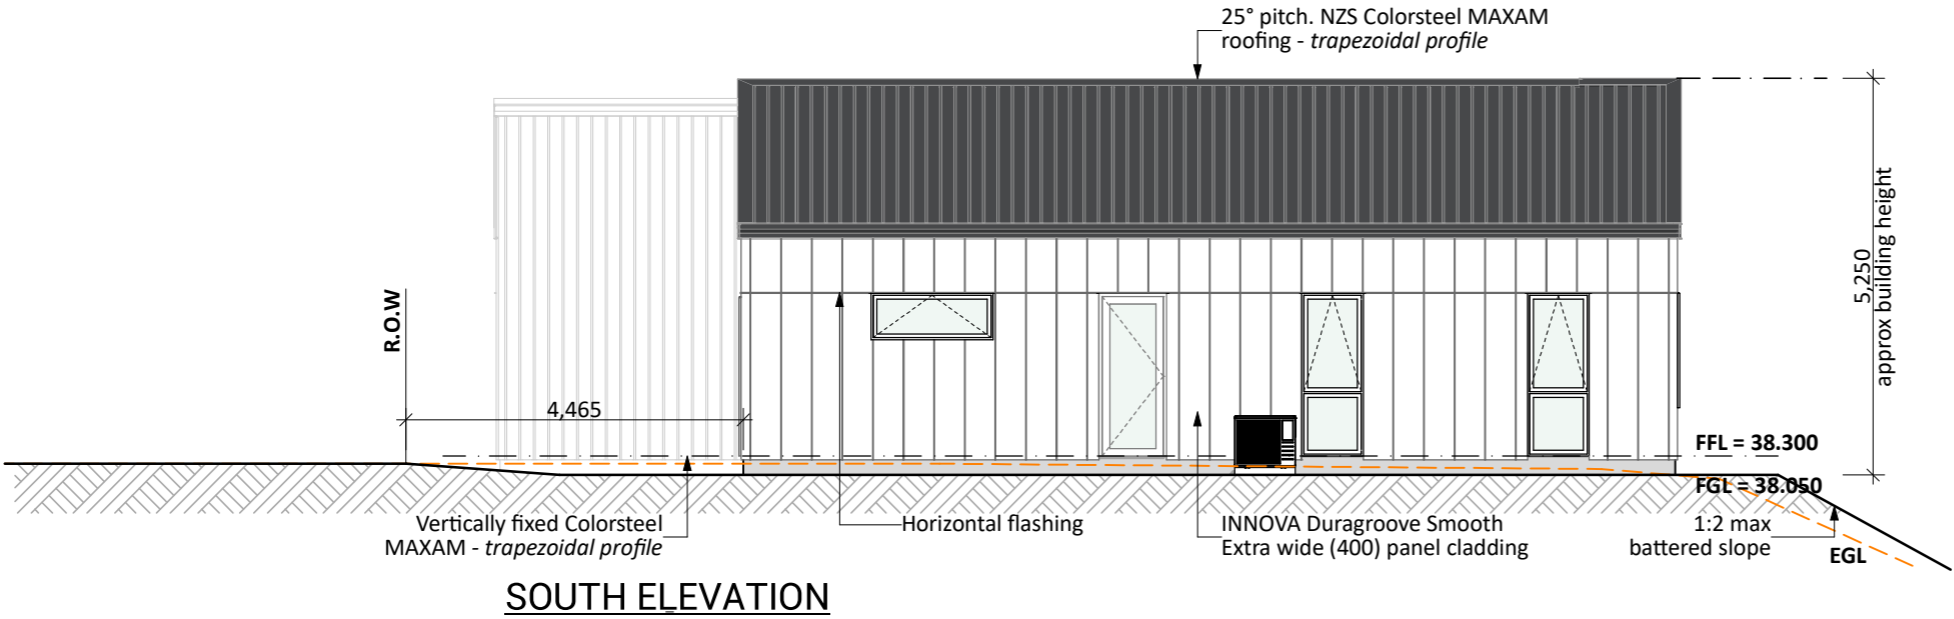 25° pitch. NZS Colorsteel MAXAM
roofing - trapezoidal profile
5,250
approx building height
R.O.W
4,465
FFL = 38.300
FGL = 38.050
Vertically fixed Colorsteel
MAXAM - trapezoidal profile
Horizontal flashing
INNOVA Duragroove Smooth
Extra wide (400) panel cladding
1:2 max
battered slope
EGL
SOUTH ELEVATION